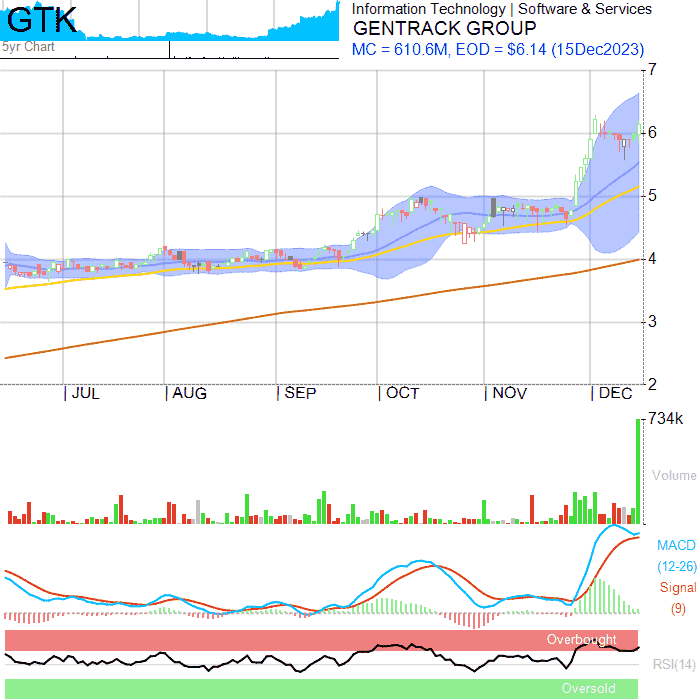 GTK
5yr Chart
Information Technology | Software & Services
GENTRACK GROUP
MC = 610.6M, EOD = $6.14 (15Dec2023)
7
6
5
4
3
2
JUL
AUG
SEP
OCT
NOV
DEC
734k
Volume
MACD
(12-26)
Signal
(9)
Overbought
RSI(14)
Oversold